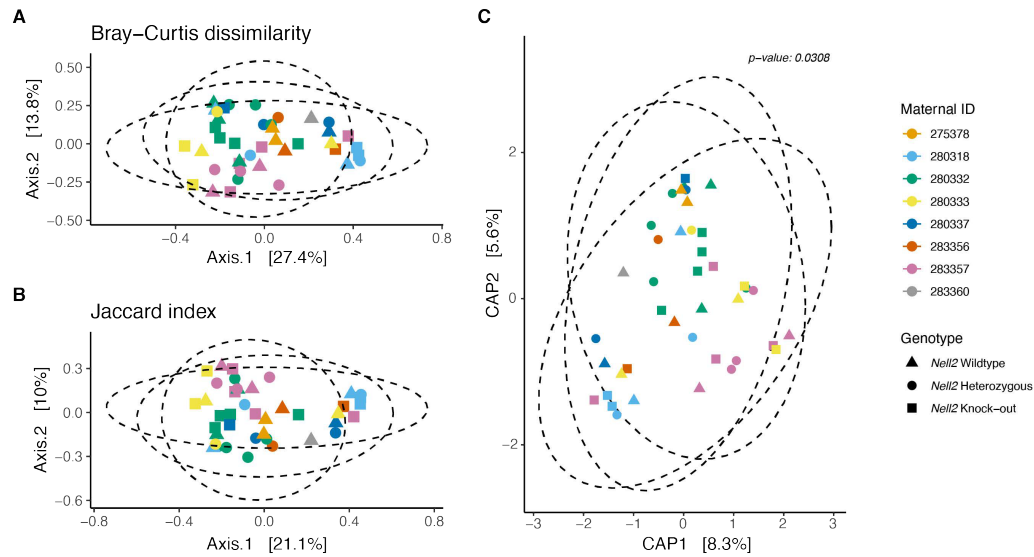 A
Bray−Curtis dissimilarity
0.50
0.25
0.00
−0.25
−0.50
Axis.2 [13.8%]
−0.4
0.0
0.4
0.8
Axis.1 [27.4%]
B
Jaccard index
0.3
0.0
−0.3
−0.6
Axis.2 [10%]
−0.8
−0.4
0.0
0.4
0.8
Axis.1 [21.1%]
C
p−value: 0.0308
2
0
−2
CAP2 [5.6%]
−3
−2
−1
0
1
2
3
CAP1 [8.3%]
Maternal ID
275378
280318
280332
280333
280337
283356
283357
283360
Genotype
Nell2 Wildtype
Nell2 Heterozygous
Nell2 Knock−out